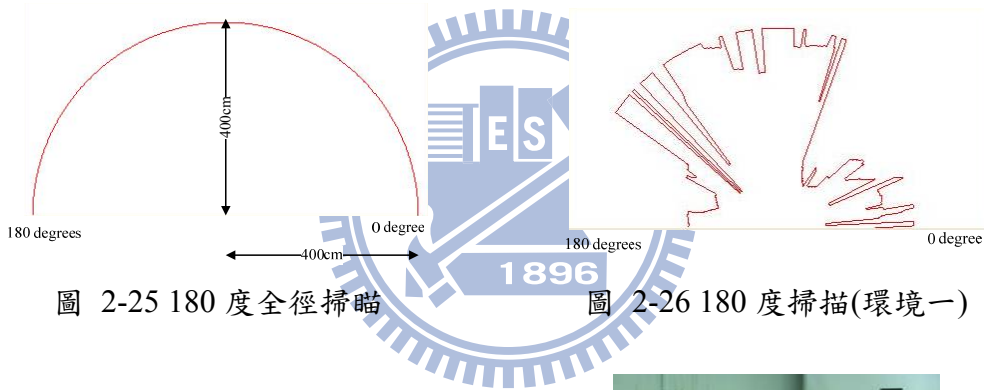 400cm
180 degrees
0 degree
400cm
圖 2-25 180 度全徑掃瞄
180 degrees
0 degree
圖 2-26 180 度掃描(環境一)
ES
1896